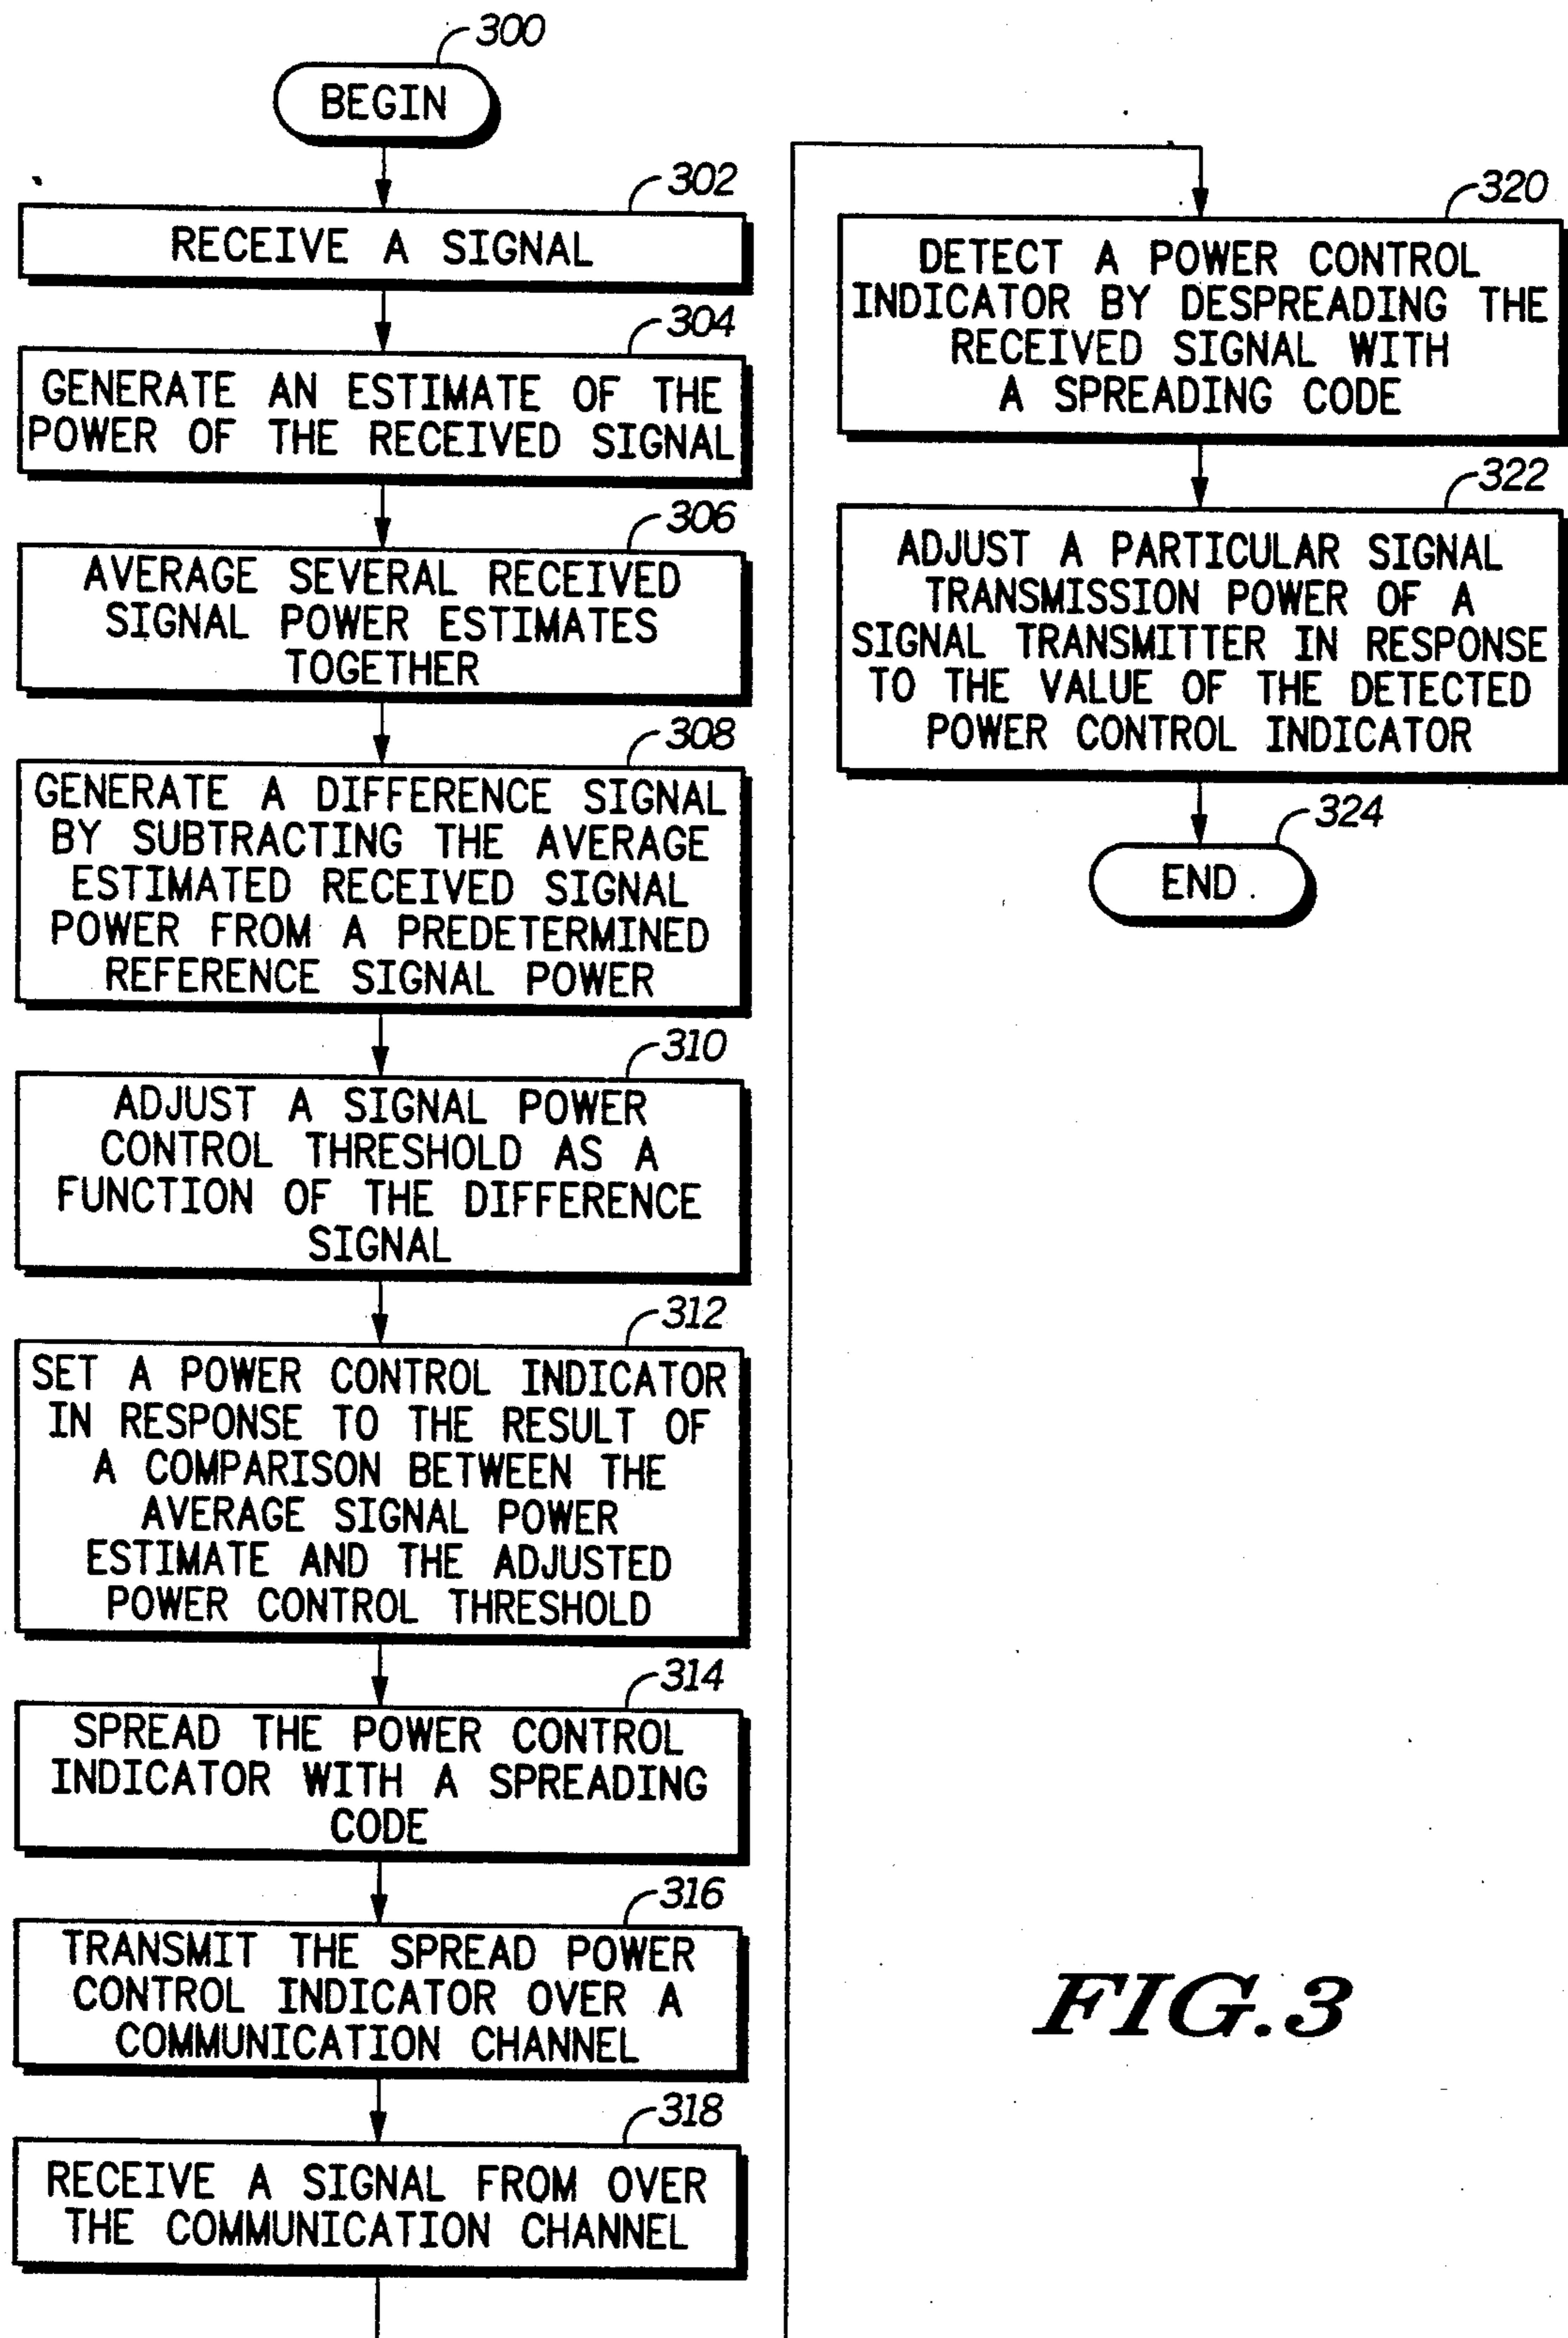 300
BEGIN
302
RECEIVE A SIGNAL
304
GENERATE AN ESTIMATE OF THE
POWER OF THE RECEIVED SIGNAL
306
AVERAGE SEVERAL RECEIVED
SIGNAL POWER ESTIMATES
TOGETHER
308
GENERATE A DIFFERENCE SIGNAL
BY SUBTRACTING THE AVERAGE
ESTIMATED RECEIVED SIGNAL
POWER FROM A PREDETERMINED
REFERENCE SIGNAL POWER
310
ADJUST A SIGNAL POWER
CONTROL THRESHOLD AS A
FUNCTION OF THE DIFFERENCE
SIGNAL
312
SET A POWER CONTROL INDICATOR
IN RESPONSE TO THE RESULT OF
A COMPARISON BETWEEN THE
AVERAGE SIGNAL POWER
ESTIMATE AND THE ADJUSTED
POWER CONTROL THRESHOLD
314
SPREAD THE POWER CONTROL
INDICATOR WITH A SPREADING
CODE
316
TRANSMIT THE SPREAD POWER
CONTROL INDICATOR OVER A
COMMUNICATION CHANNEL
318
RECEIVE A SIGNAL FROM OVER
THE COMMUNICATION CHANNEL
320
DETECT A POWER CONTROL
INDICATOR BY DESPREADING THE
RECEIVED SIGNAL WITH
A SPREADING CODE
322
ADJUST A PARTICULAR SIGNAL
TRANSMISSION POWER OF A
SIGNAL TRANSMITTER IN RESPONSE
TO THE VALUE OF THE DETECTED
POWER CONTROL INDICATOR
324
END
FIG.3